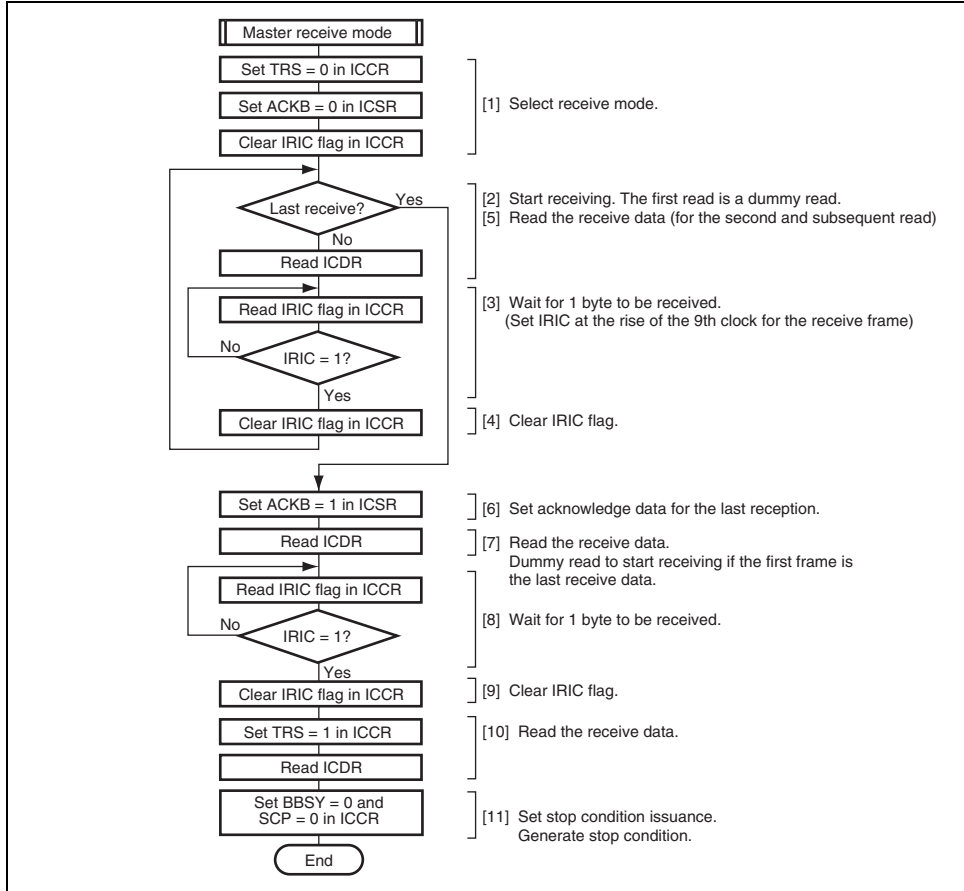 Master receive mode
Set TRS = 0 in ICCR
Set ACKB = 0 in ICSR
[1] Select receive mode.
Clear IRIC flag in ICCR
Last receive?
Yes
[2] Start receiving. The first read is a dummy read.
[5] Read the receive data (for the second and subsequent read)
No
Read ICDR
Read IRIC flag in ICCR
[3] Wait for 1 byte to be received.
(Set IRIC at the rise of the 9th clock for the receive frame)
No
IRIC = 1?
Yes
Clear IRIC flag in ICCR
[4] Clear IRIC flag.
Set ACKB = 1 in ICSR
[6] Set acknowledge data for the last reception.
Read ICDR
[7] Read the receive data.
Dummy read to start receiving if the first frame is
the last receive data.
Read IRIC flag in ICCR
No
IRIC = 1?
[8] Wait for 1 byte to be received.
Yes
Clear IRIC flag in ICCR
[9] Clear IRIC flag.
Set TRS = 1 in ICCR
[10] Read the receive data.
Read ICDR
Set BBSY = 0 and
SCP = 0 in ICCR
[11] Set stop condition issuance.
Generate stop condition.
End